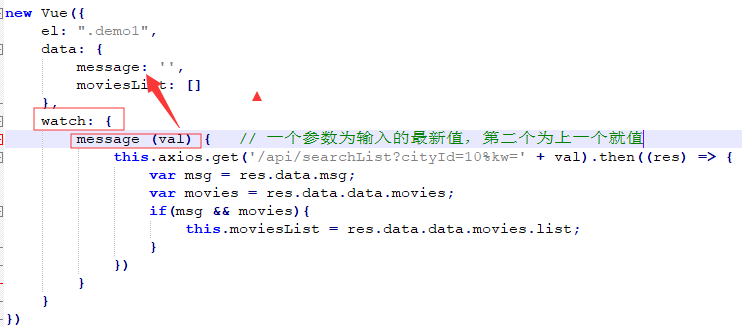 new Vue({
    el: ".demo1",
    data: {
        message: '',
        moviesList: []
    },
    watch: {
        message (val) {   // 一个参数为输入的最新值，第二个为上一个就值
            this.axios.get('/api/searchList?cityId=10%kw=' + val).then((res) => {
                var msg = res.data.msg;
                var movies = res.data.data.movies;
                if(msg && movies){
                    this.moviesList = res.data.data.movies.list;
                }
            })
        }
    }
})